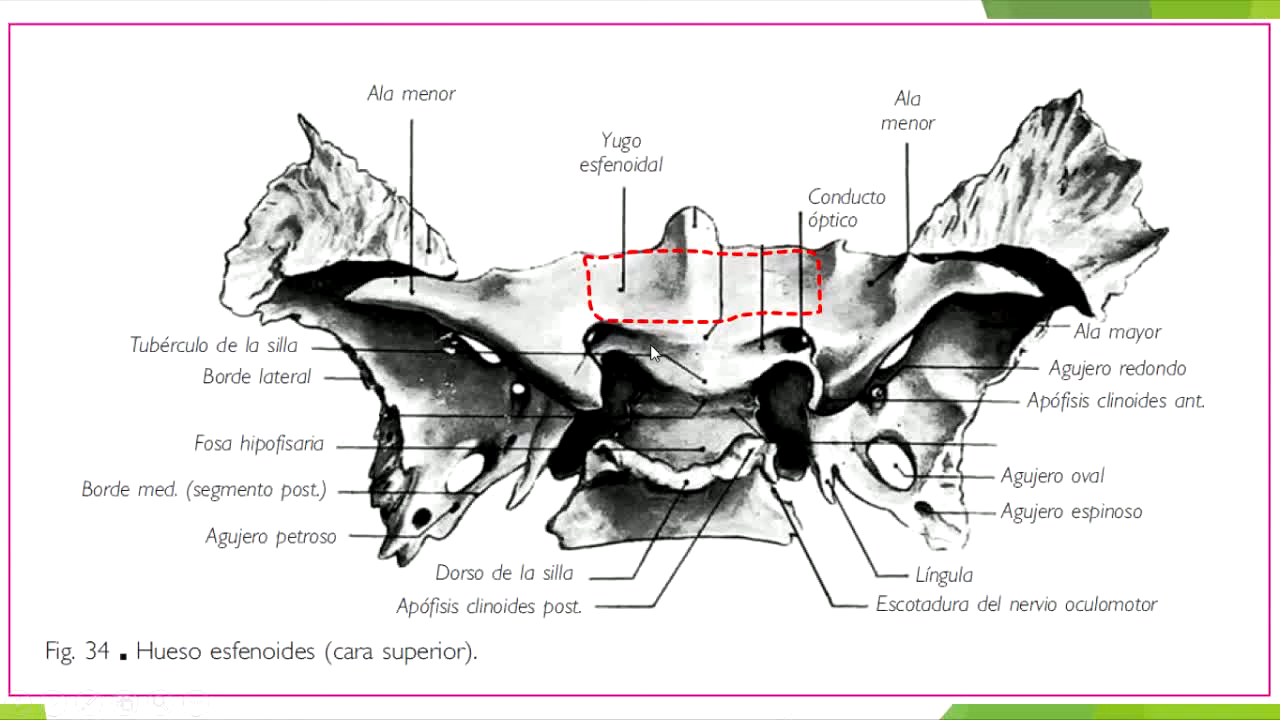 Ala menor
Ala
menor
Yugo
esfenoidal
Conducto
óptico
Tubérculo de la silla
Ala mayor
Borde lateral
Agujero redondo
Apófisis clinoides ant.
Fosa hipofisaria
Agujero oval
Borde med. (segmento post.)
Agujero espinoso
Agujero petroso
Dorso de la silla
Língula
Apófisis clinoides post.
Escotadura del nervio oculomotor
Fig. 34 ▪ Hueso esfenoides (cara superior).